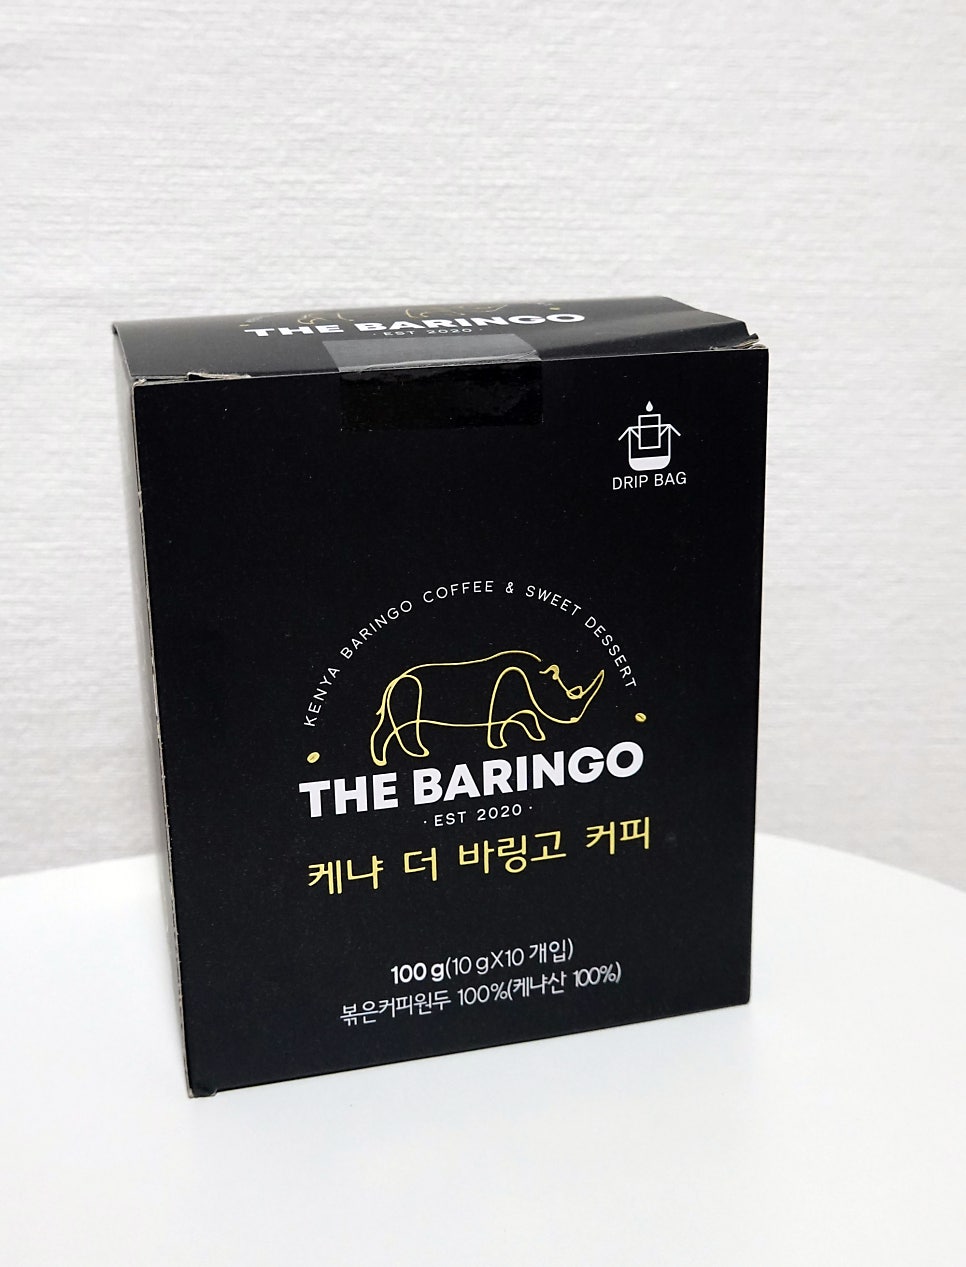 THE BARINGO
· EST 2020 ·
DRIP BAG
KENYA BARINGO COFFEE & SWEET DESSERT
THE BARINGO
· EST 2020 ·
케냐 더 바링고 커피
100 g(10 gX10 개입)
볶은커피원두 100%(케냐산 100%)